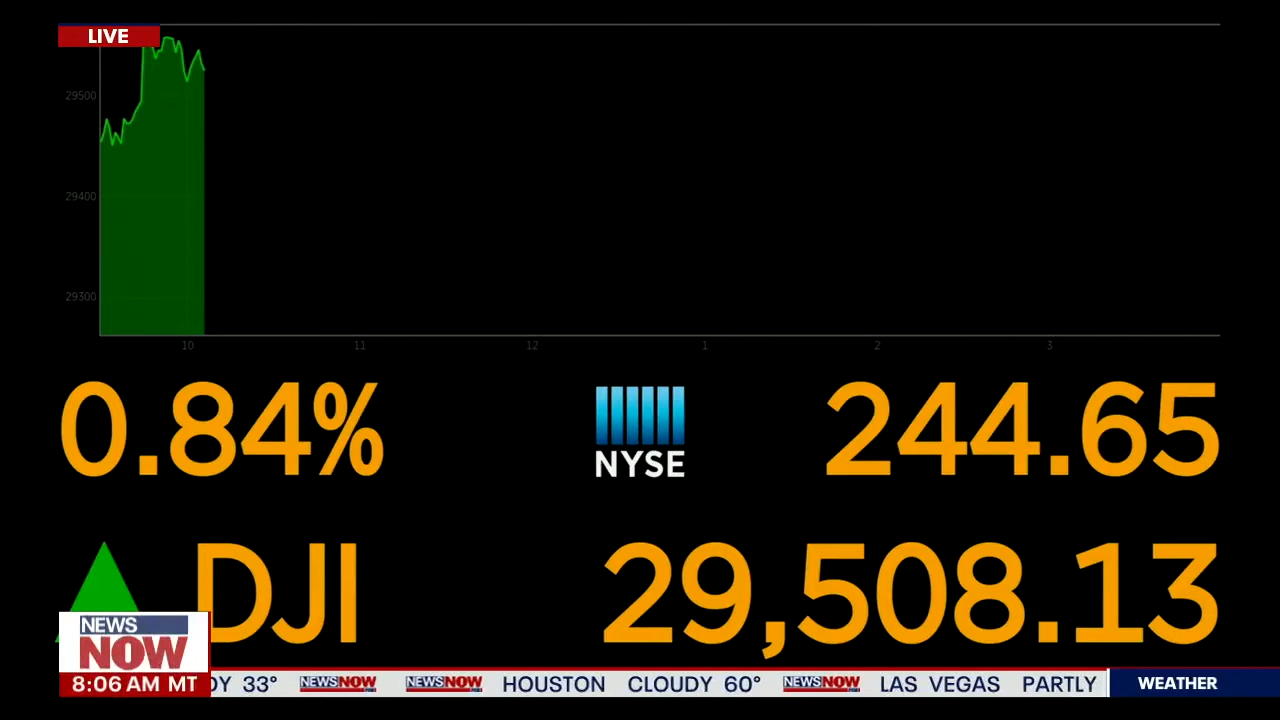 LIVE
29500
29400
29300
10 11 12 1 2 3
0.84% NYSE 244.65
DJI 29,508.13
NEWS
NOW
8:06 AM MT
DY 33° NEWSNOW NEWSNOW HOUSTON CLOUDY 60° NEWSNOW LAS VEGAS PARTLY WEATHER